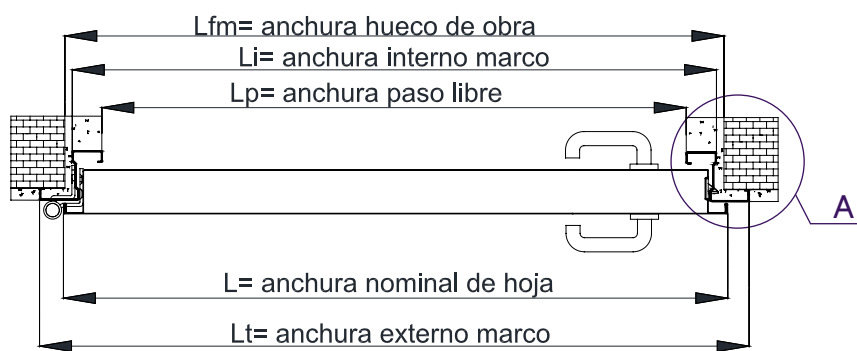 Lfm= anchura hueco de obra
Li= anchura interno marco
Lp= anchura paso libre
A
L= anchura nominal de hoja
Lt= anchura externo marco